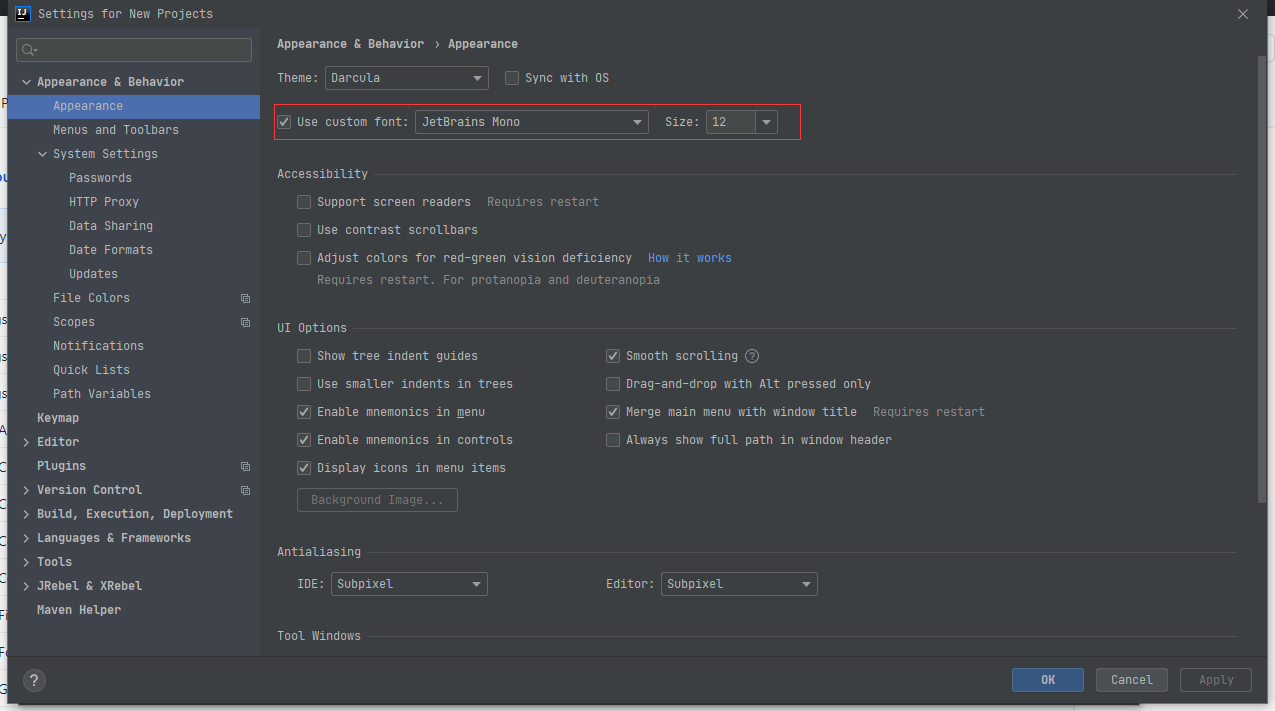 Settings for New Projects
Appearance & Behavior
Appearance
Menus and Toolbars
System Settings
Passwords
HTTP Proxy
Data Sharing
Date Formats
Updates
File Colors
Scopes
Notifications
Quick Lists
Path Variables
Keymap
Editor
Plugins
Version Control
Build, Execution, Deployment
Languages & Frameworks
Tools
JRebel & XRebel
Maven Helper
Appearance & Behavior › Appearance
Theme: Darcula Sync with OS
Use custom font: JetBrains Mono Size: 12
Accessibility
Support screen readers Requires restart
Use contrast scrollbars
Adjust colors for red-green vision deficiency How it works
Requires restart. For protanopia and deuteranopia
UI Options
Show tree indent guides Smooth scrolling ?
Use smaller indents in trees Drag-and-drop with Alt pressed only
Enable mnemonics in menu Merge main menu with window title Requires restart
Enable mnemonics in controls Always show full path in window header
Display icons in menu items
Background Image...
Antialiasing
IDE: Subpixel Editor: Subpixel
Tool Windows
? OK Cancel Apply